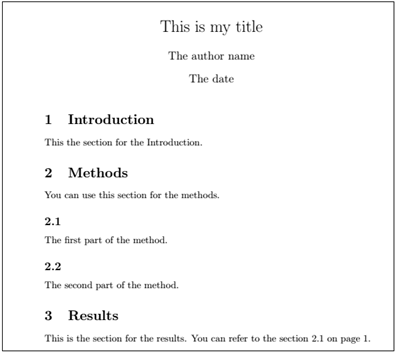 This is my title
The author name
The date
1 Introduction
This the section for the Introduction.
2 Methods
You can use this section for the methods.
2.1
The first part of the method.
2.2
The second part of the method.
3 Results
This is the section for the results. You can refer to the section 2.1 on page 1.